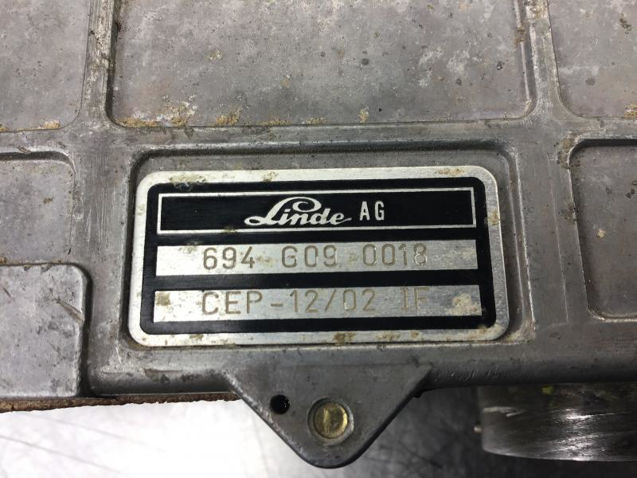 Linde AG
694 G09 0018
CEP-12/02 IF